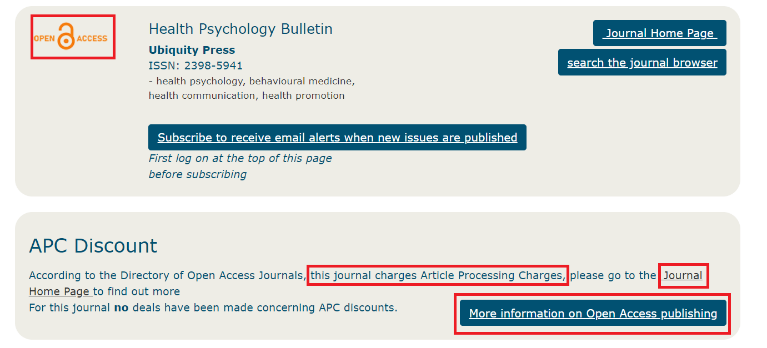 OPEN ACCESS
Health Psychology Bulletin
Ubiquity Press
ISSN: 2398-5941
- health psychology, behavioural medicine,
health communication, health promotion
Journal Home Page
search the journal browser
Subscribe to receive email alerts when new issues are published
First log on at the top of this page
before subscribing
APC Discount
According to the Directory of Open Access Journals, this journal charges Article Processing Charges, please go to the Journal
Home Page to find out more
For this journal no deals have been made concerning APC discounts.
More information on Open Access publishing